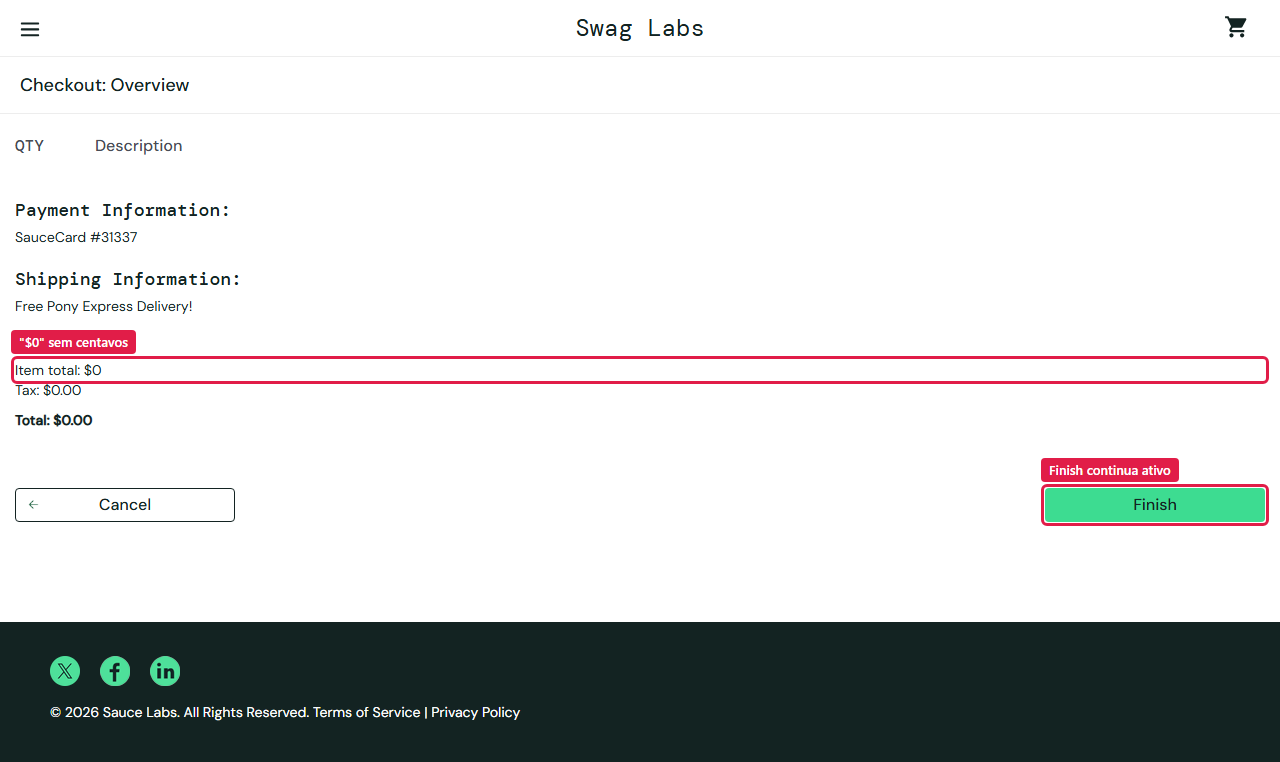 Swag Labs
Checkout: Overview
QTY Description
Payment Information:
SauceCard #31337
Shipping Information:
Free Pony Express Delivery!
"$0" sem centavos
Item total: $0
Tax: $0.00
Total: $0.00
Finish continua ativo
Cancel Finish
© 2026 Sauce Labs. All Rights Reserved. Terms of Service | Privacy Policy